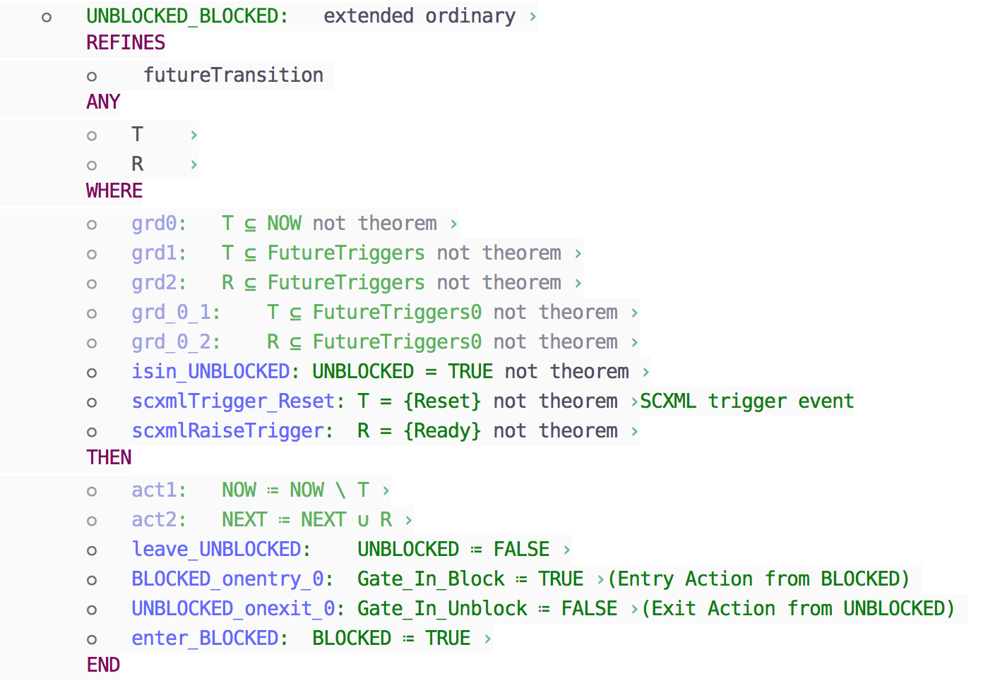 UNBLOCKED_BLOCKED: extended ordinary ›
REFINES
futureTransition
ANY
T ›
R ›
WHERE
grd0: T ⊆ NOW not theorem ›
grd1: T ⊆ FutureTriggers not theorem ›
grd2: R ⊆ FutureTriggers not theorem ›
grd_0_1: T ⊆ FutureTriggers0 not theorem ›
grd_0_2: R ⊆ FutureTriggers0 not theorem ›
isin_UNBLOCKED: UNBLOCKED = TRUE not theorem ›
scxmlTrigger_Reset: T = {Reset} not theorem ›SCXML trigger event
scxmlRaiseTrigger: R = {Ready} not theorem ›
THEN
act1: NOW ≔ NOW \ T ›
act2: NEXT ≔ NEXT ∪ R ›
leave_UNBLOCKED: UNBLOCKED ≔ FALSE ›
BLOCKED_onentry_0: Gate_In_Block ≔ TRUE ›(Entry Action from BLOCKED)
UNBLOCKED_onexit_0: Gate_In_Unblock ≔ FALSE ›(Exit Action from UNBLOCKED)
enter_BLOCKED: BLOCKED ≔ TRUE ›
END